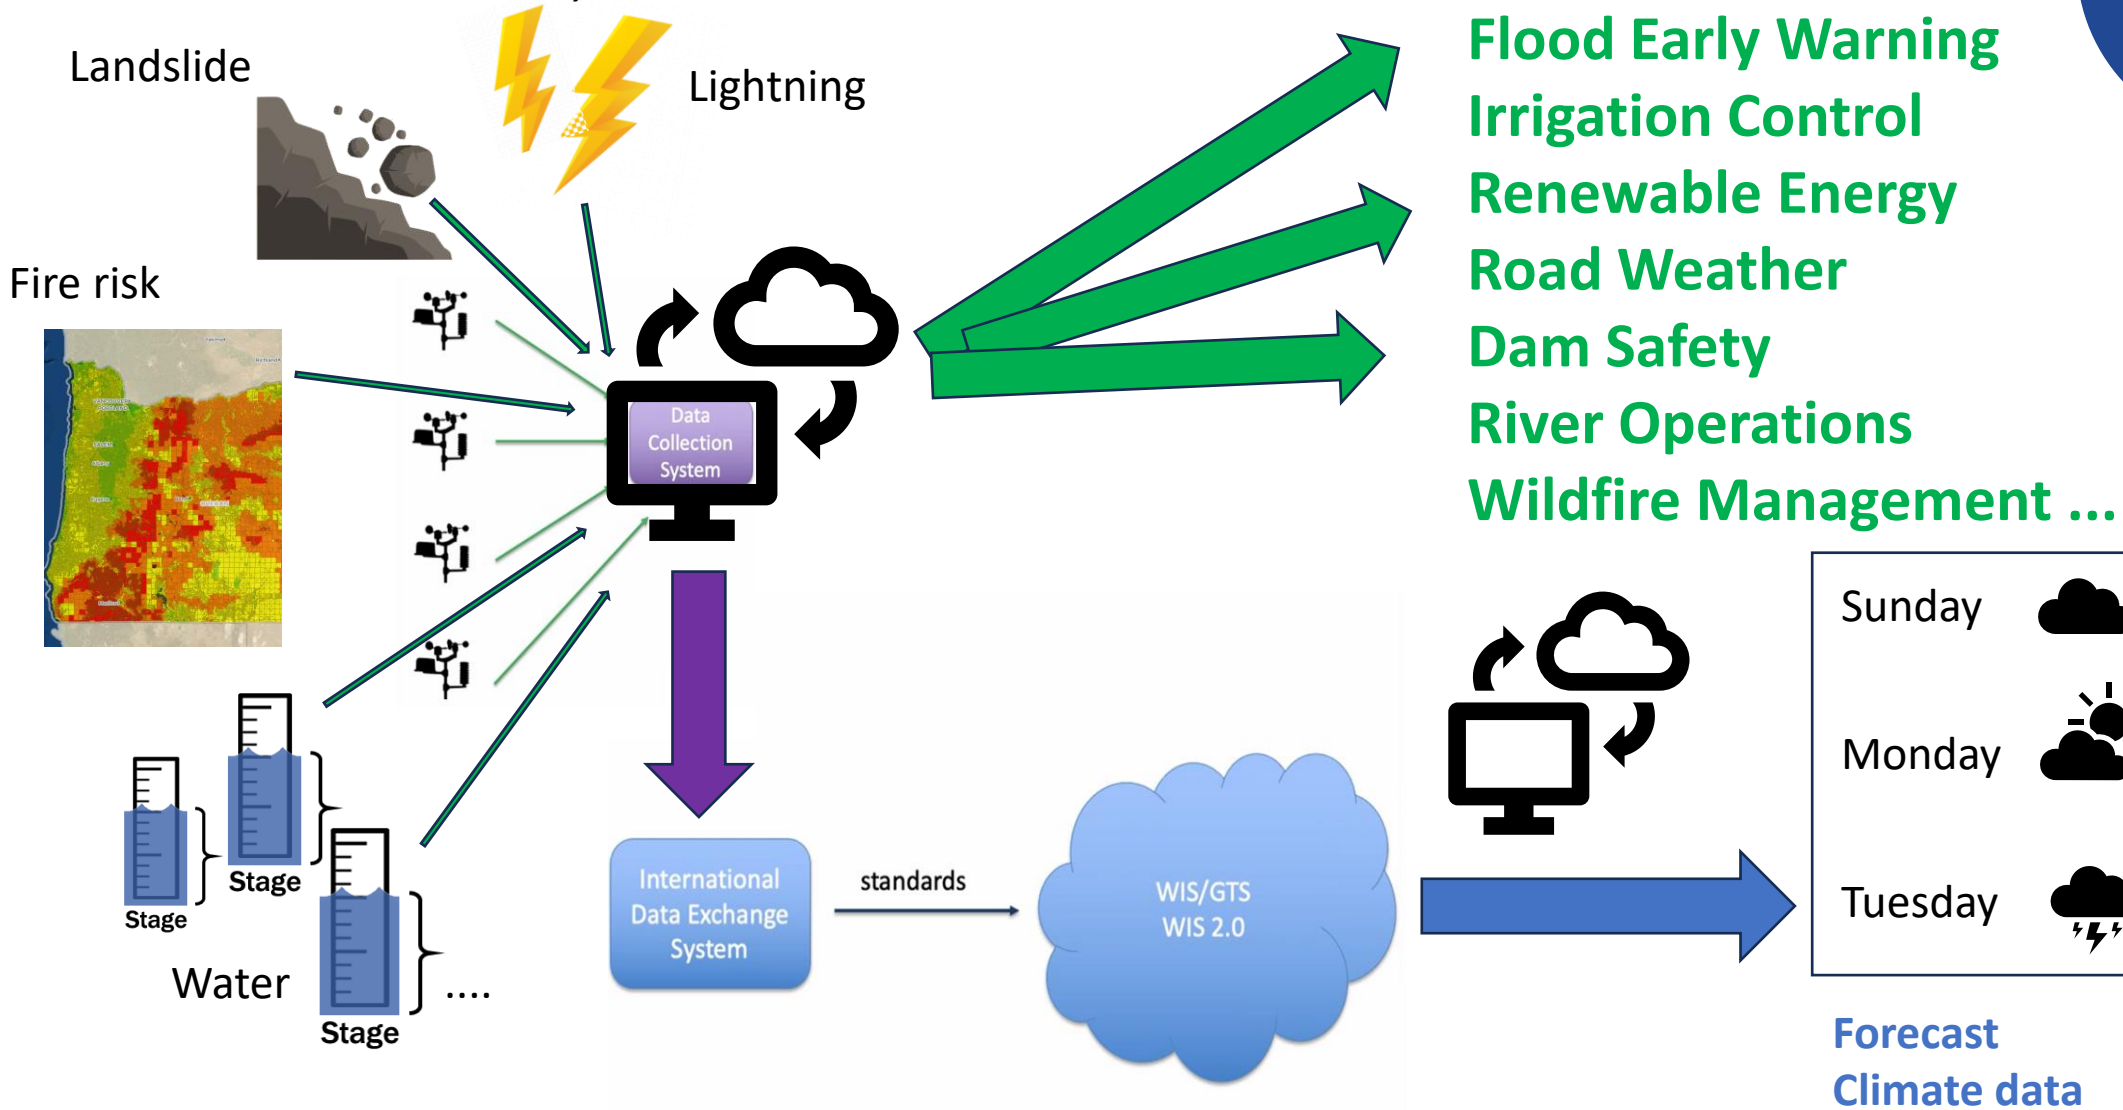 Landslide
Lightning
Fire risk
Data
Collection
System
Flood Early Warning
Irrigation Control
Renewable Energy
Road Weather
Dam Safety
River Operations
Wildfire Management ...
Stage
Stage
Stage
Water
....
International
Data Exchange
System
standards
WIS/GTS
WIS 2.0
Sunday
Monday
Tuesday
Forecast
Climate data